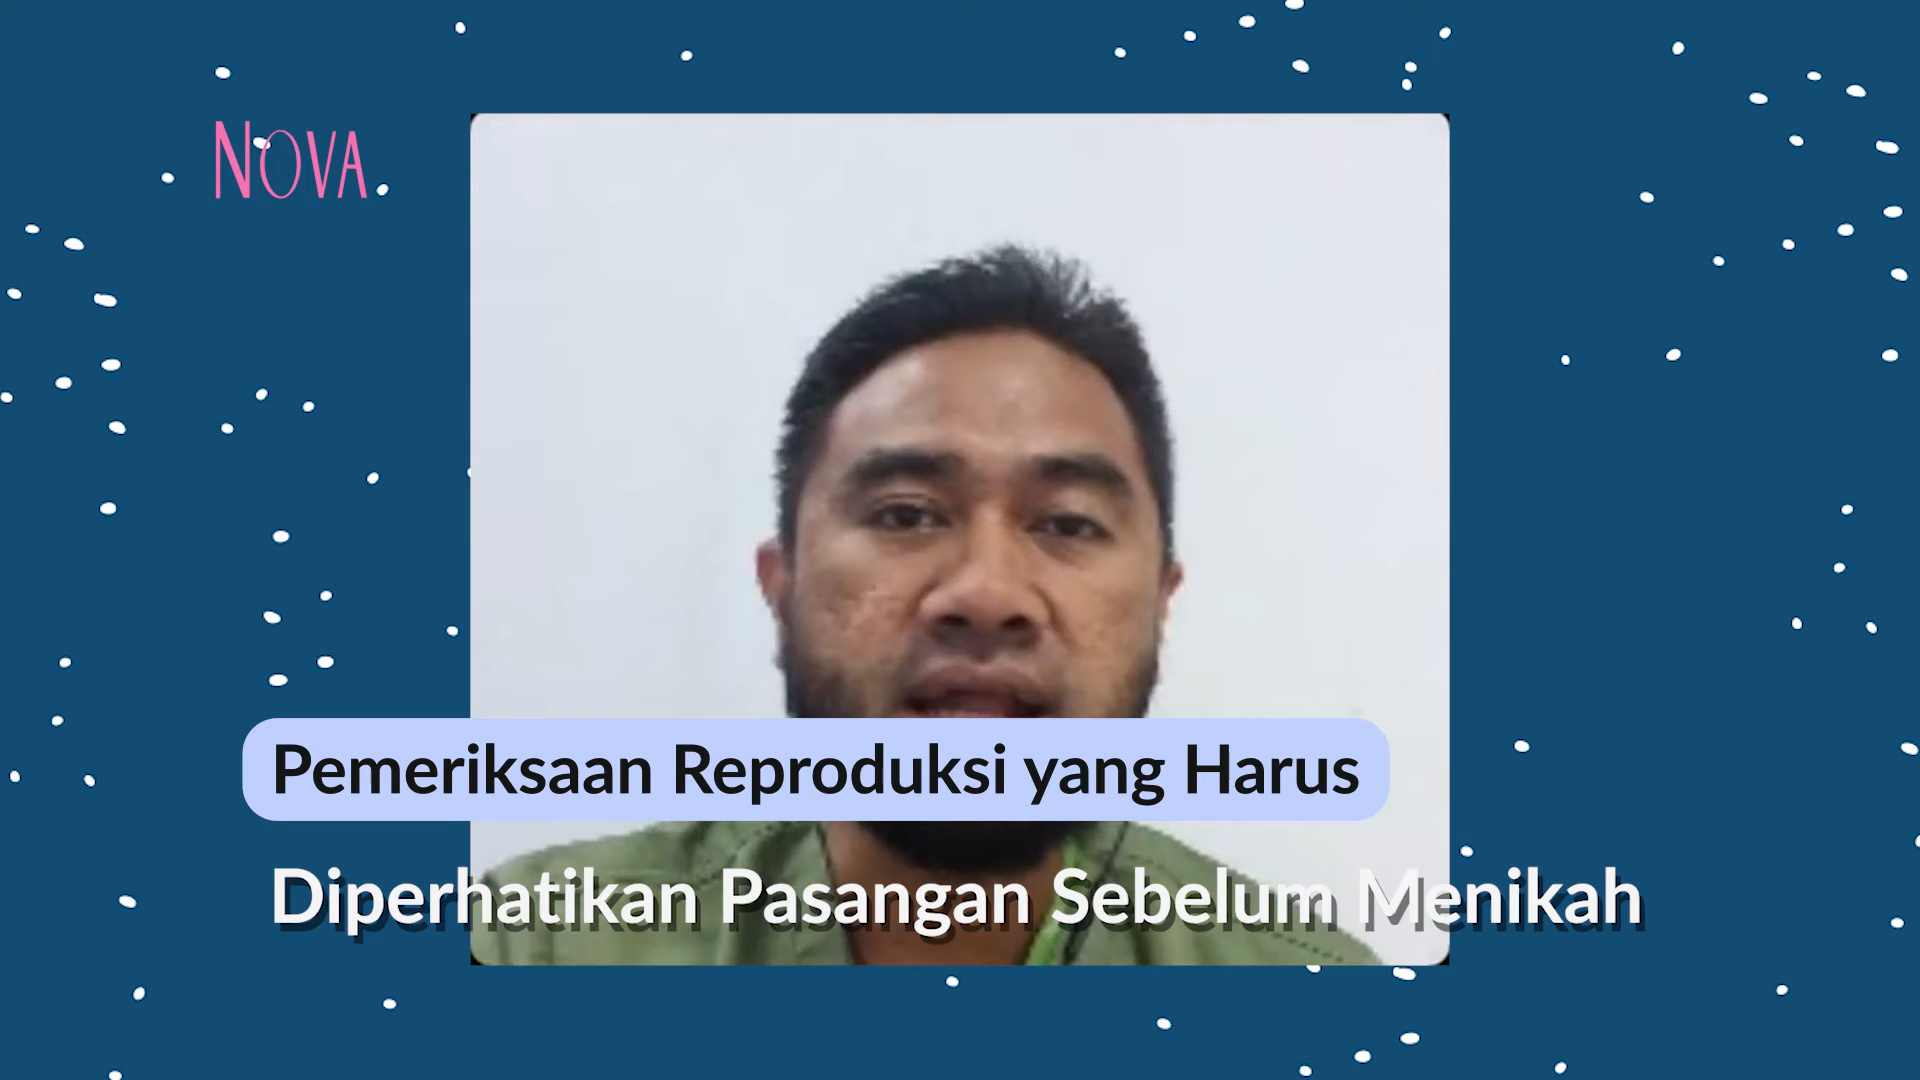 NOVA
Pemeriksaan Reproduksi yang Harus
Diperhatikan Pasangan Sebelum Menikah